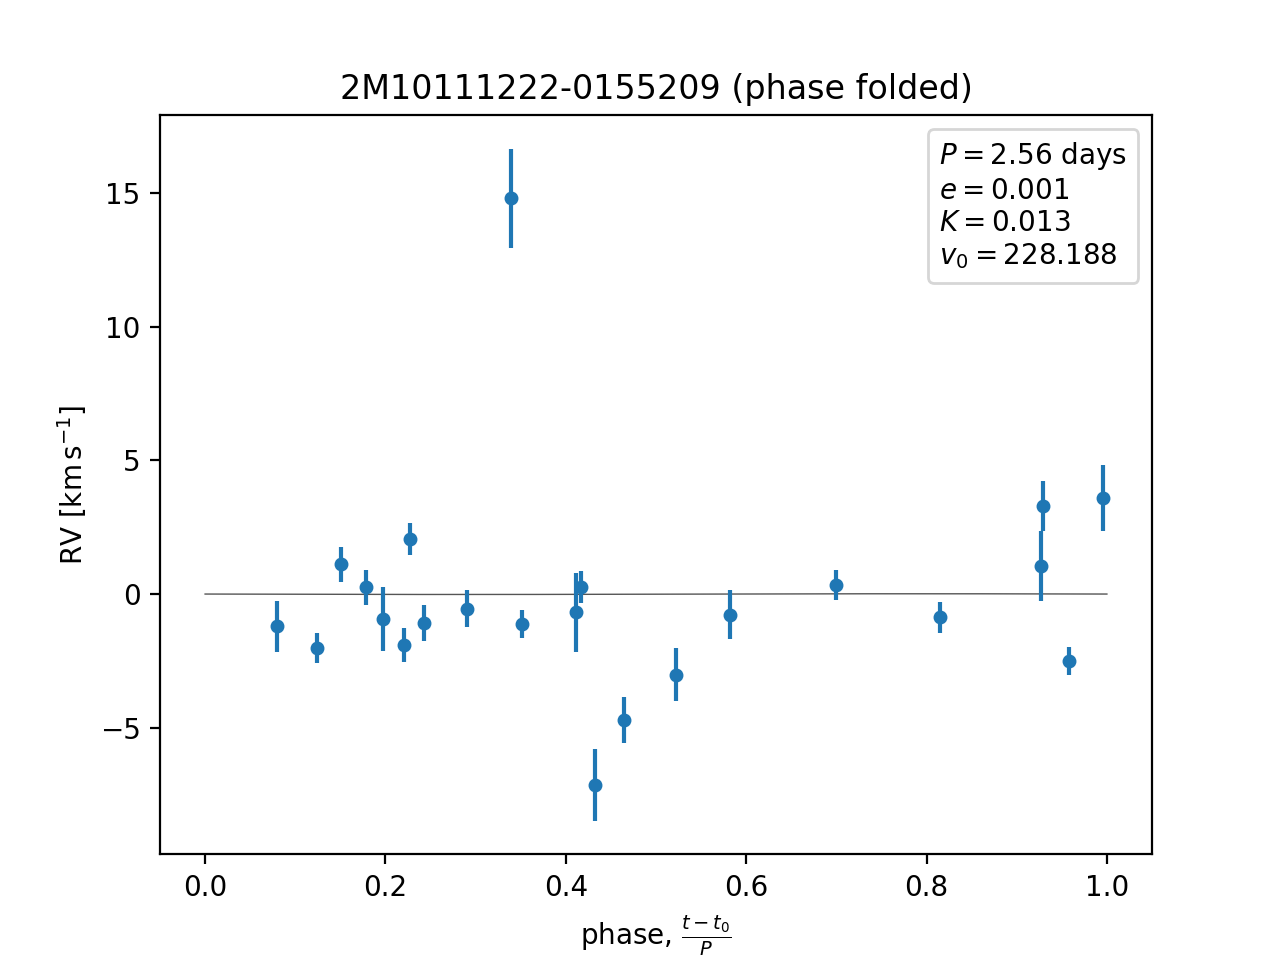 2M10111222-0155209 (phase folded)
P = 2.56 days
e = 0.001
K = 0.013
v₀ = 228.188
15
10
5
0
−5
RV [km s⁻¹]
0.0 0.2 0.4 0.6 0.8 1.0
phase, (t − t₀)/P